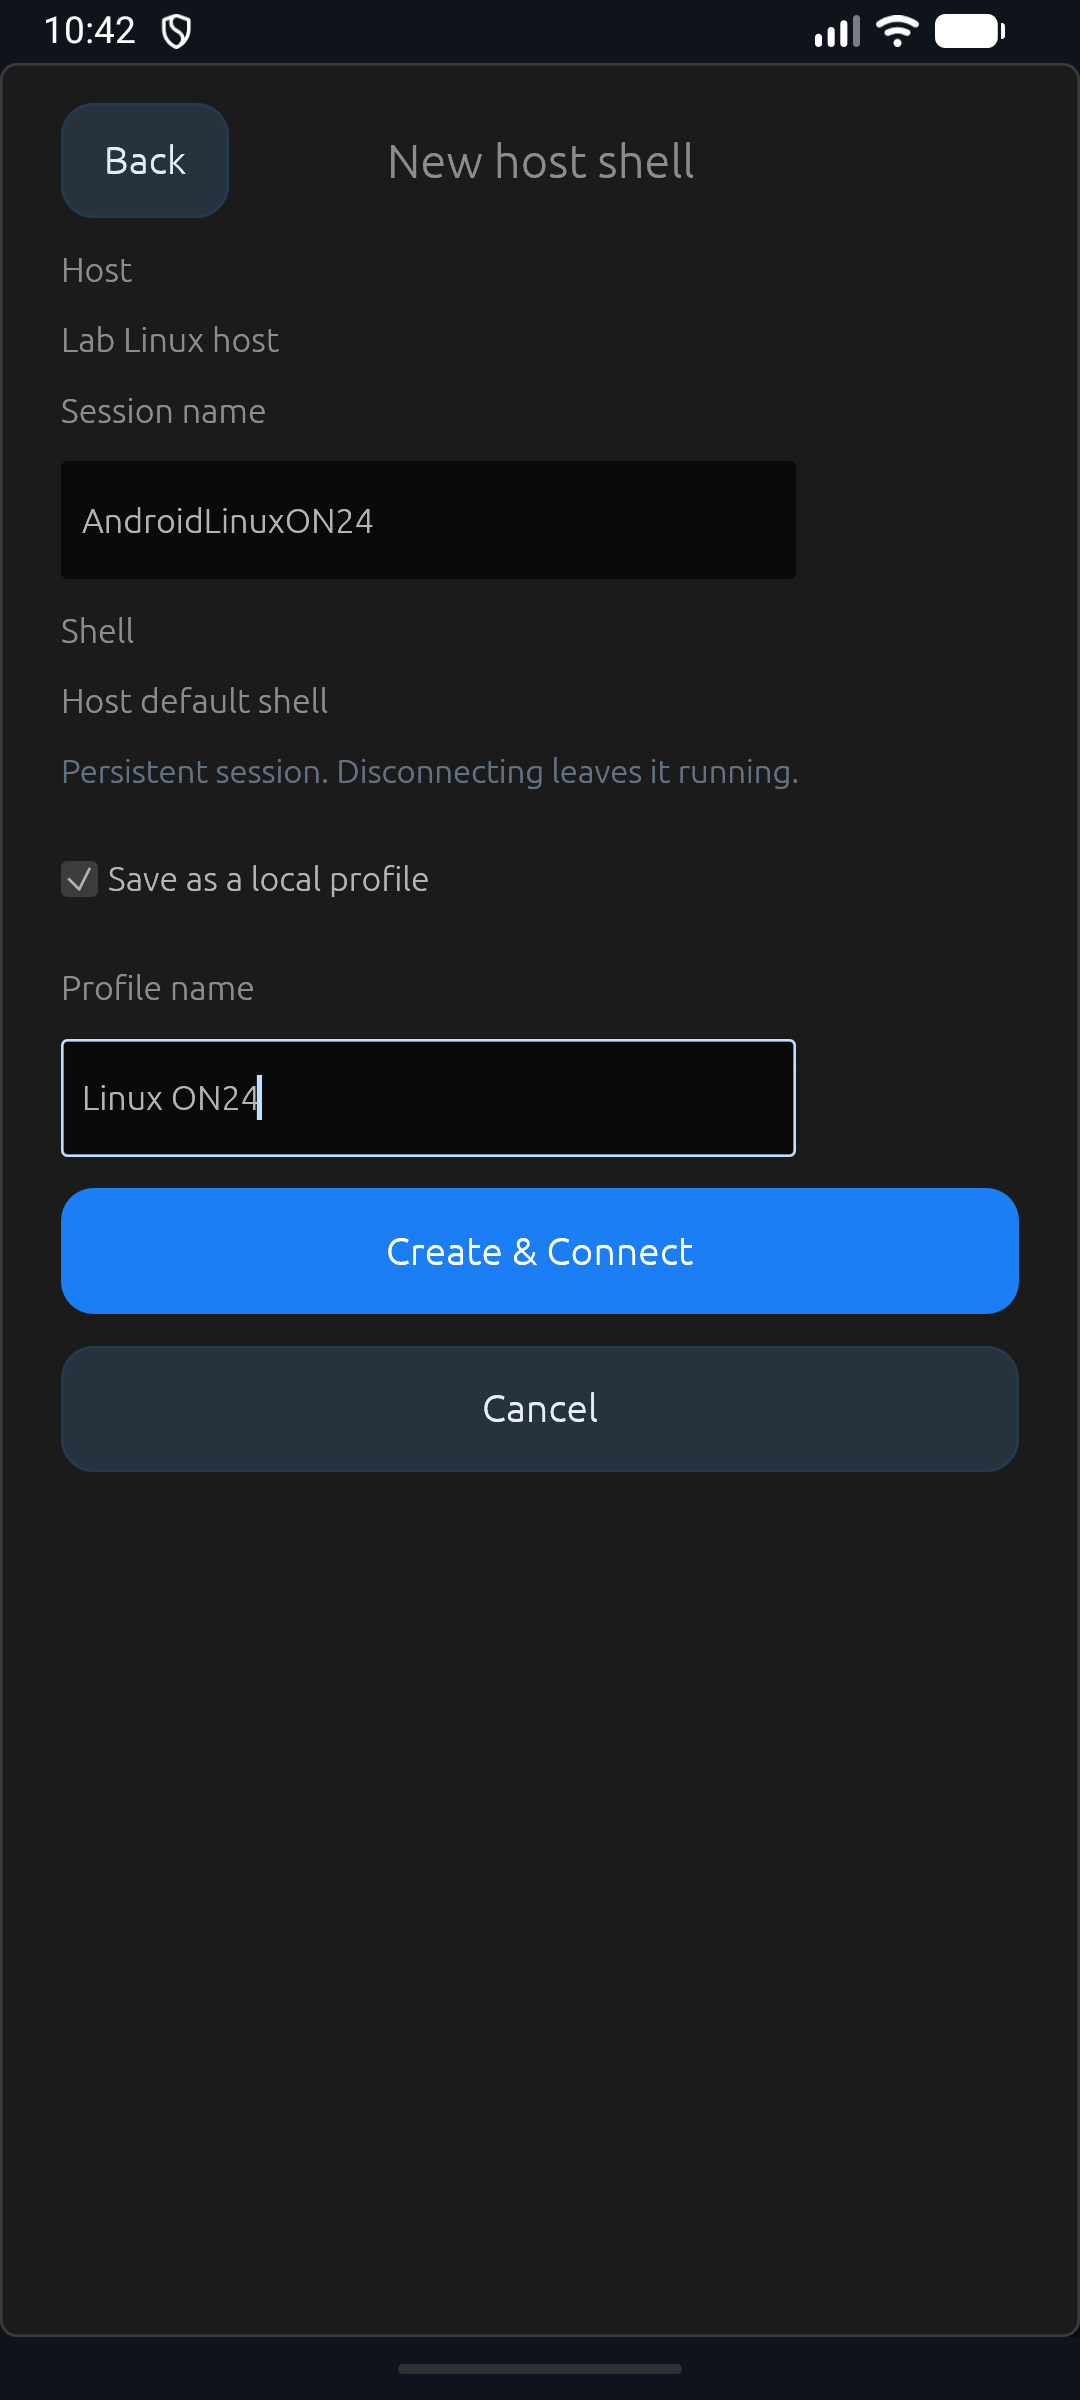 10:42
Back
New host shell
Host
Lab Linux host
Session name
AndroidLinuxON24
Shell
Host default shell
Persistent session. Disconnecting leaves it running.
Save as a local profile
Profile name
Linux ON24
Create & Connect
Cancel